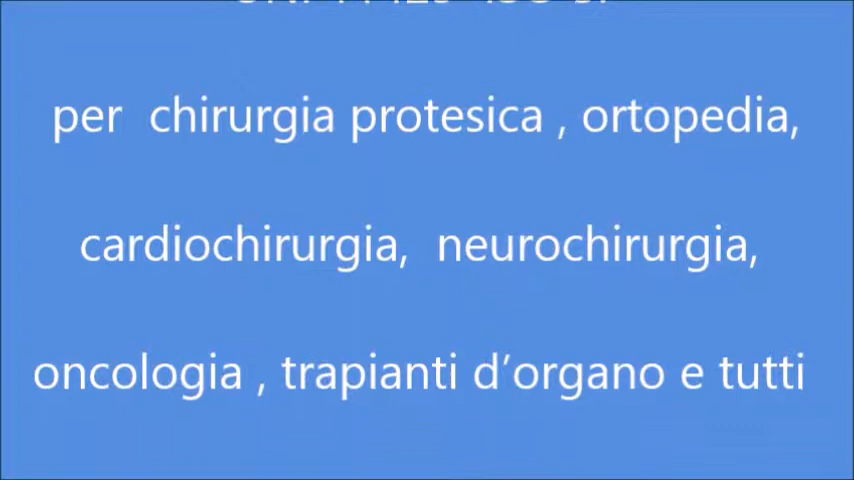 per chirurgia protesica , ortopedia,
cardiochirurgia, neurochirurgia,
oncologia , trapianti d’organo e tutti